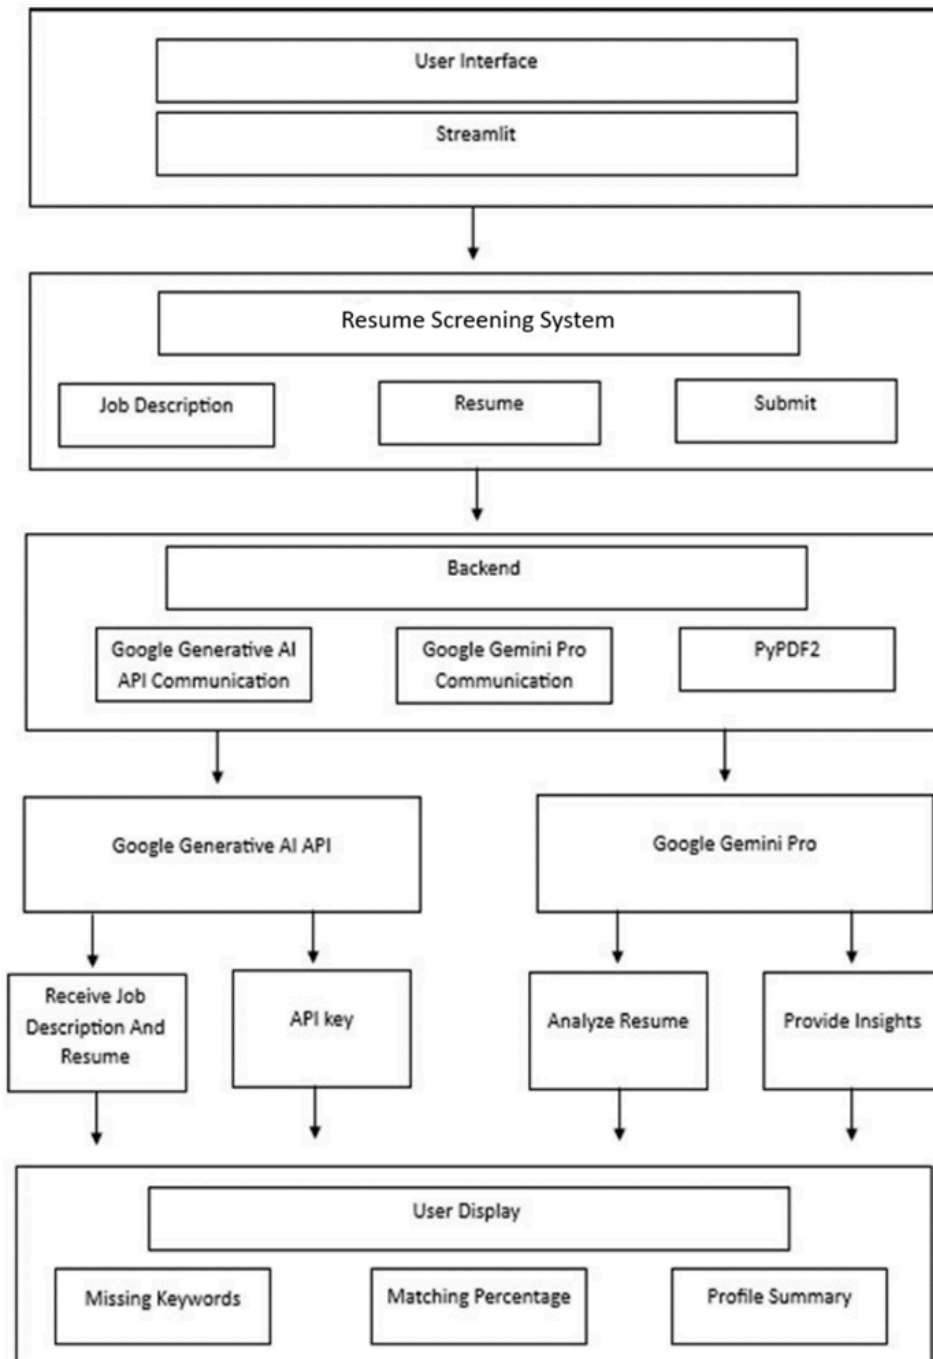 User Interface
Streamlit
Resume Screening System
Job Description
Resume
Submit
Backend
Google Generative AI
API Communication
Google Gemini Pro
Communication
PyPDF2
Google Generative AI API
Google Gemini Pro
Receive Job
Description And
Resume
API key
Analyze Resume
Provide Insights
User Display
Missing Keywords
Matching Percentage
Profile Summary